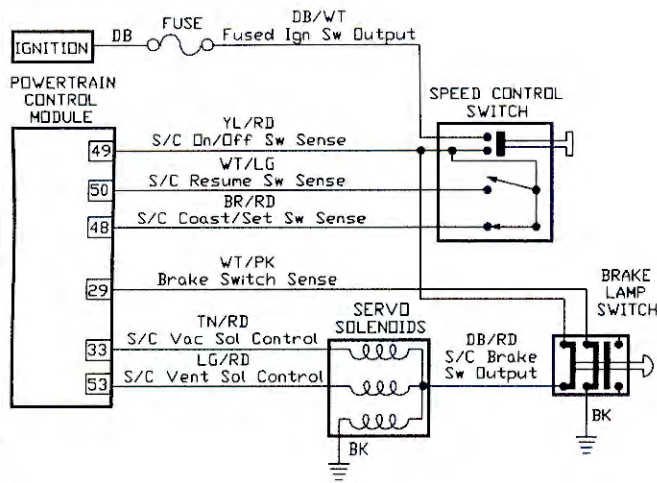 DB/WT
FUSE
IGNITION
DB
Fused Ign Sw Output
POWERTRAIN
CONTROL
MODULE
SPEED CONTROL
SWITCH
YL/RD
49
S/C On/Off Sw Sense
WT/LG
50
S/C Resume Sw Sense
BR/RD
48
S/C Coast/Set Sw Sense
WT/PK
29
Brake Switch Sense
BRAKE
LAMP
SWITCH
TN/RD
33
S/C Vac Sol Control
LG/RD
53
S/C Vent Sol Control
SERVO
SOLENOIDS
DB/RD
S/C Brake
Sw Output
BK
BK